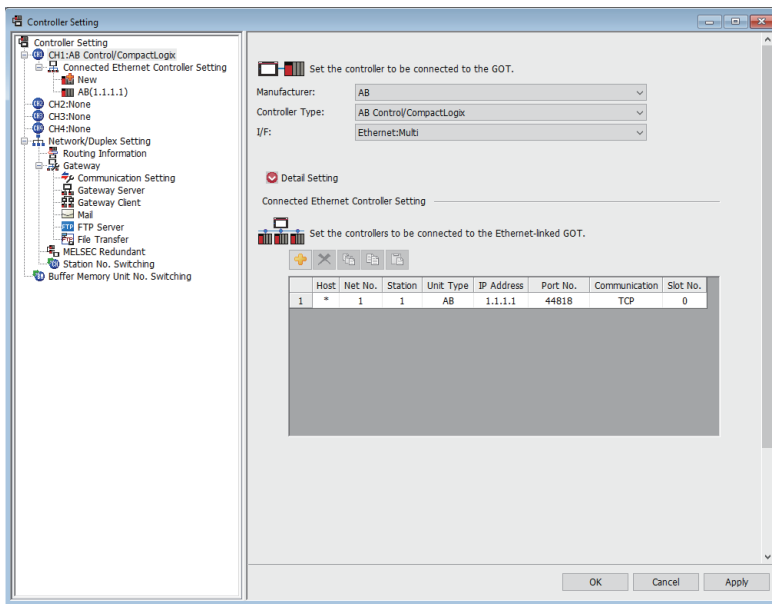 Controller Setting
Controller Setting
CH1:AB Control/CompactLogix
Connected Ethernet Controller Setting
New
AB(1.1.1.1)
CH2:None
CH3:None
CH4:None
Network/Duplex Setting
Routing Information
Gateway
Communication Setting
Gateway Server
Gateway Client
Mail
FTP Server
File Transfer
MELSEC Redundant
Station No. Switching
Buffer Memory Unit No. Switching
Set the controller to be connected to the GOT.
Manufacturer: AB
Controller Type: AB Control/CompactLogix
I/F: Ethernet:Multi
Detail Setting
Connected Ethernet Controller Setting
Set the controllers to be connected to the Ethernet-linked GOT.
Host Net No. Station Unit Type IP Address Port No. Communication Slot No.
1 * 1 1 AB 1.1.1.1 44818 TCP 0
OK Cancel Apply